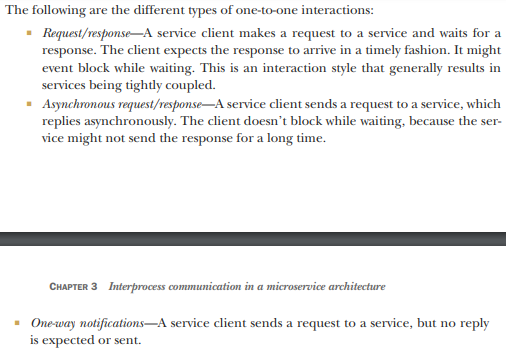 The following are the different types of one-to-one interactions:
▪ Request/response—A service client makes a request to a service and waits for a
response. The client expects the response to arrive in a timely fashion. It might
event block while waiting. This is an interaction style that generally results in
services being tightly coupled.
▪ Asynchronous request/response—A service client sends a request to a service, which
replies asynchronously. The client doesn't block while waiting, because the ser-
vice might not send the response for a long time.
CHAPTER 3 Interprocess communication in a microservice architecture
▪ One-way notifications—A service client sends a request to a service, but no reply
is expected or sent.